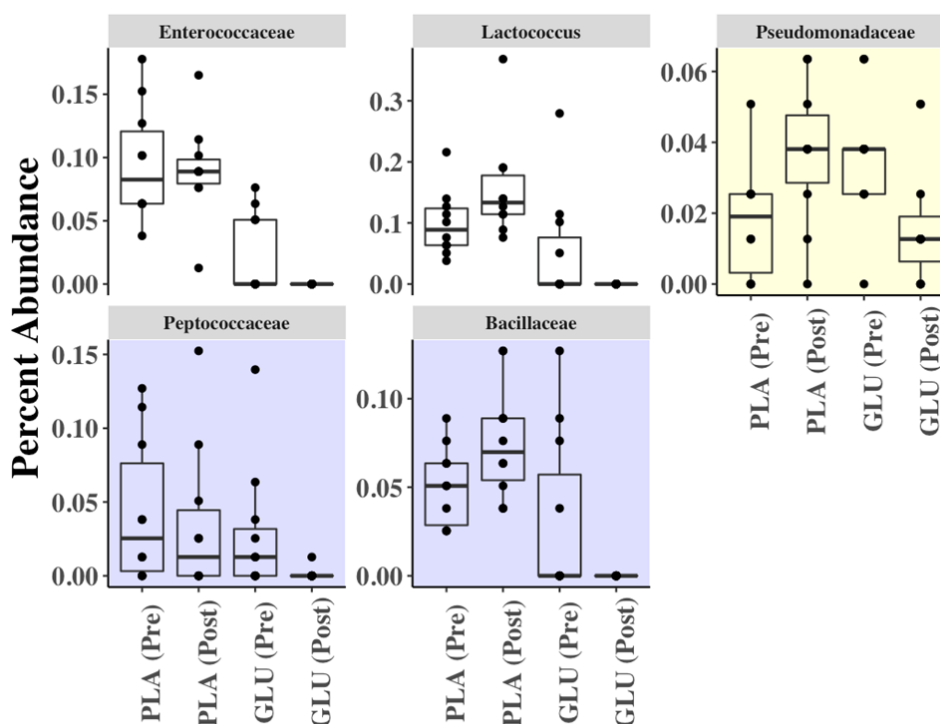 Percent Abundance
Enterococcaceae
0.15
0.10
0.05
0.00
Lactococcus
0.3
0.2
0.1
0.0
Pseudomonadaceae
0.06
0.04
0.02
0.00
PLA (Pre)
PLA (Post)
GLU (Pre)
GLU (Post)
Peptococcaceae
0.15
0.10
0.05
0.00
PLA (Pre)
PLA (Post)
GLU (Pre)
GLU (Post)
Bacillaceae
0.10
0.05
0.00
PLA (Pre)
PLA (Post)
GLU (Pre)
GLU (Post)